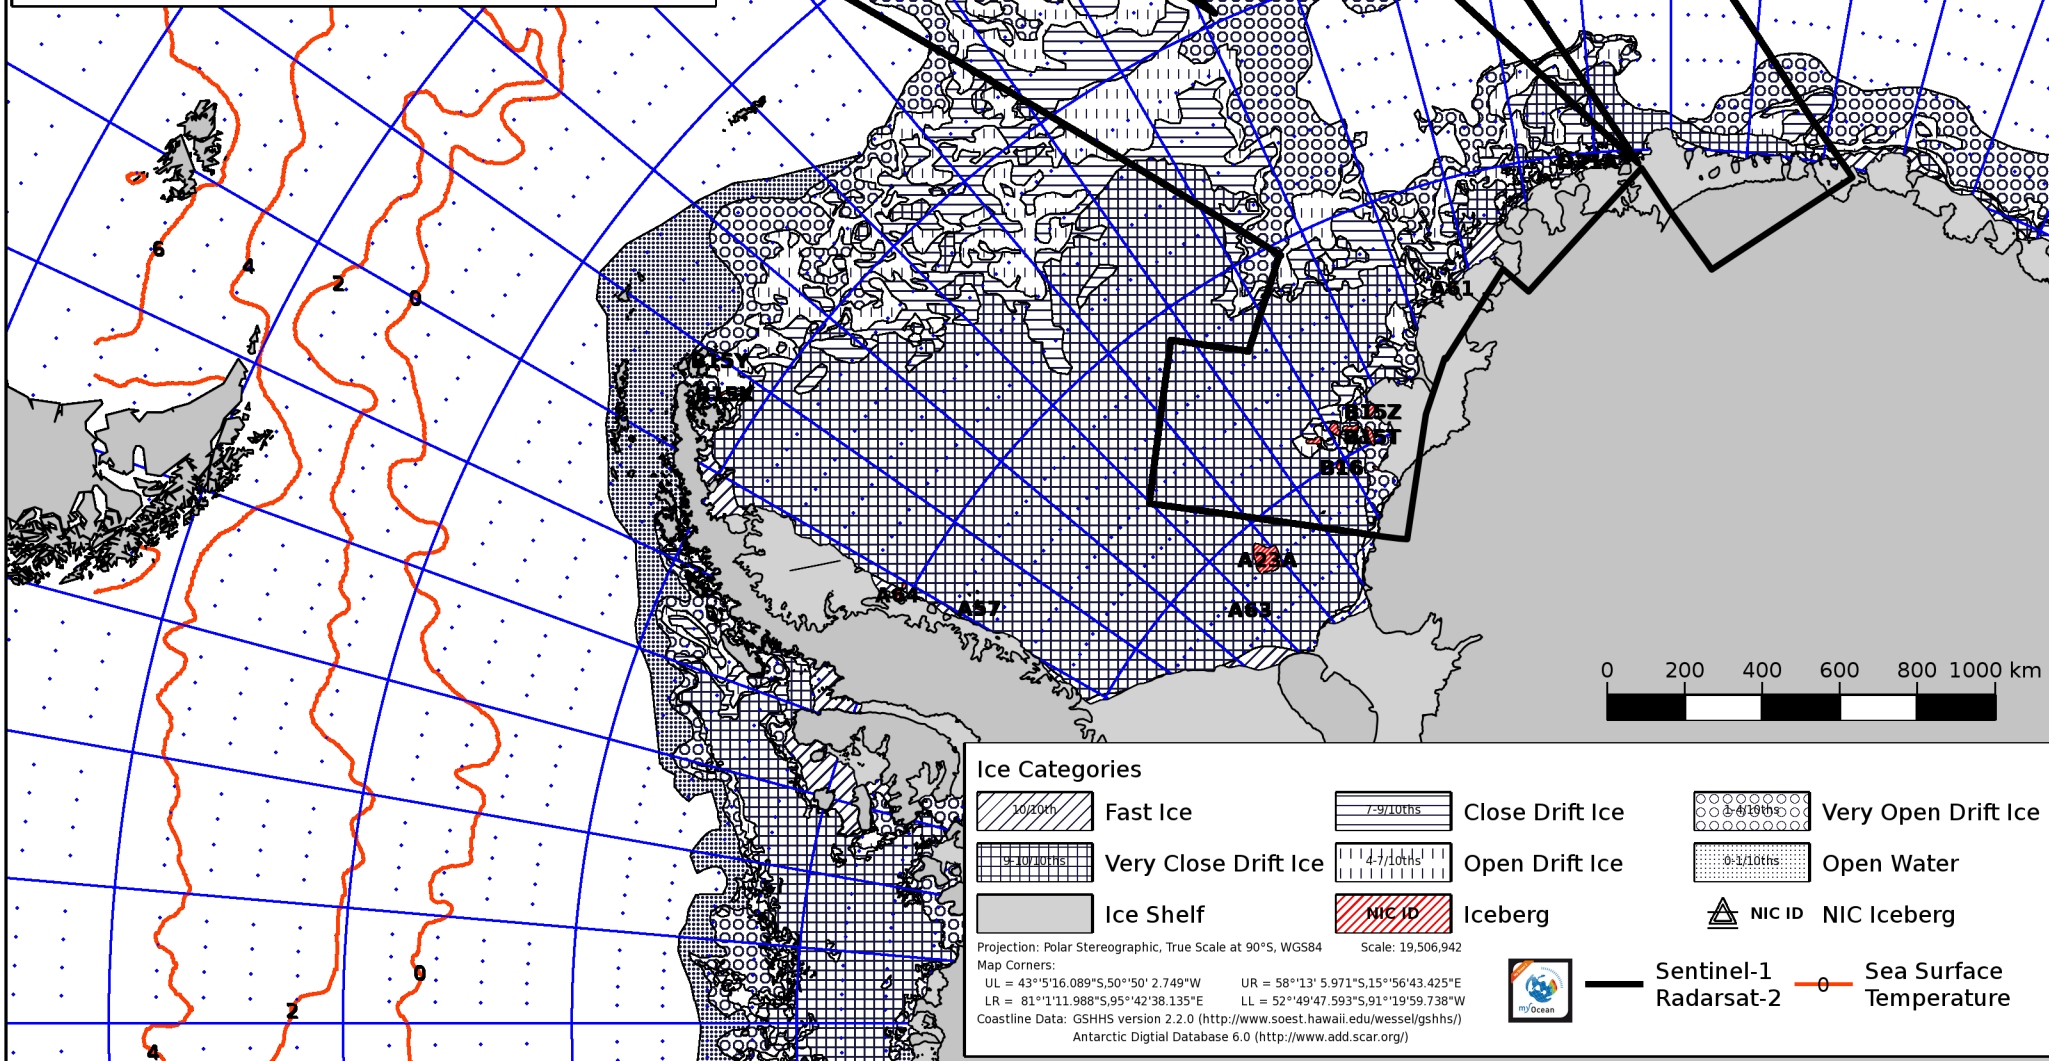 6
4
2
0
B15Y
A61
B15Z
B15T
B16
A23A
A63
A64
A57
0 200 400 600 800 1000 km
Ice Categories
10/10th Fast Ice
7-9/10ths Close Drift Ice
1-4/10ths Very Open Drift Ice
9-10/10ths Very Close Drift Ice
4-7/10ths Open Drift Ice
0-1/10ths Open Water
Ice Shelf
NIC ID Iceberg
NIC ID NIC Iceberg
Projection: Polar Stereographic, True Scale at 90°S, WGS84 Scale: 19,506,942
Map Corners:
UL = 43°'5'16.089"S,50°'50' 2.749"W UR = 58°'13' 5.971"S,15°'56'43.425"E
LR = 81°'1'11.988"S,95°'42'38.135"E LL = 52°'49'47.593"S,91°'19'59.738"W
Coastline Data: GSHHS version 2.2.0 (http://www.soest.hawaii.edu/wessel/gshhs/)
Antarctic Digtial Database 6.0 (http://www.add.scar.org/)
myOcean
Sentinel-1
Radarsat-2
0
Sea Surface
Temperature
0
2
4